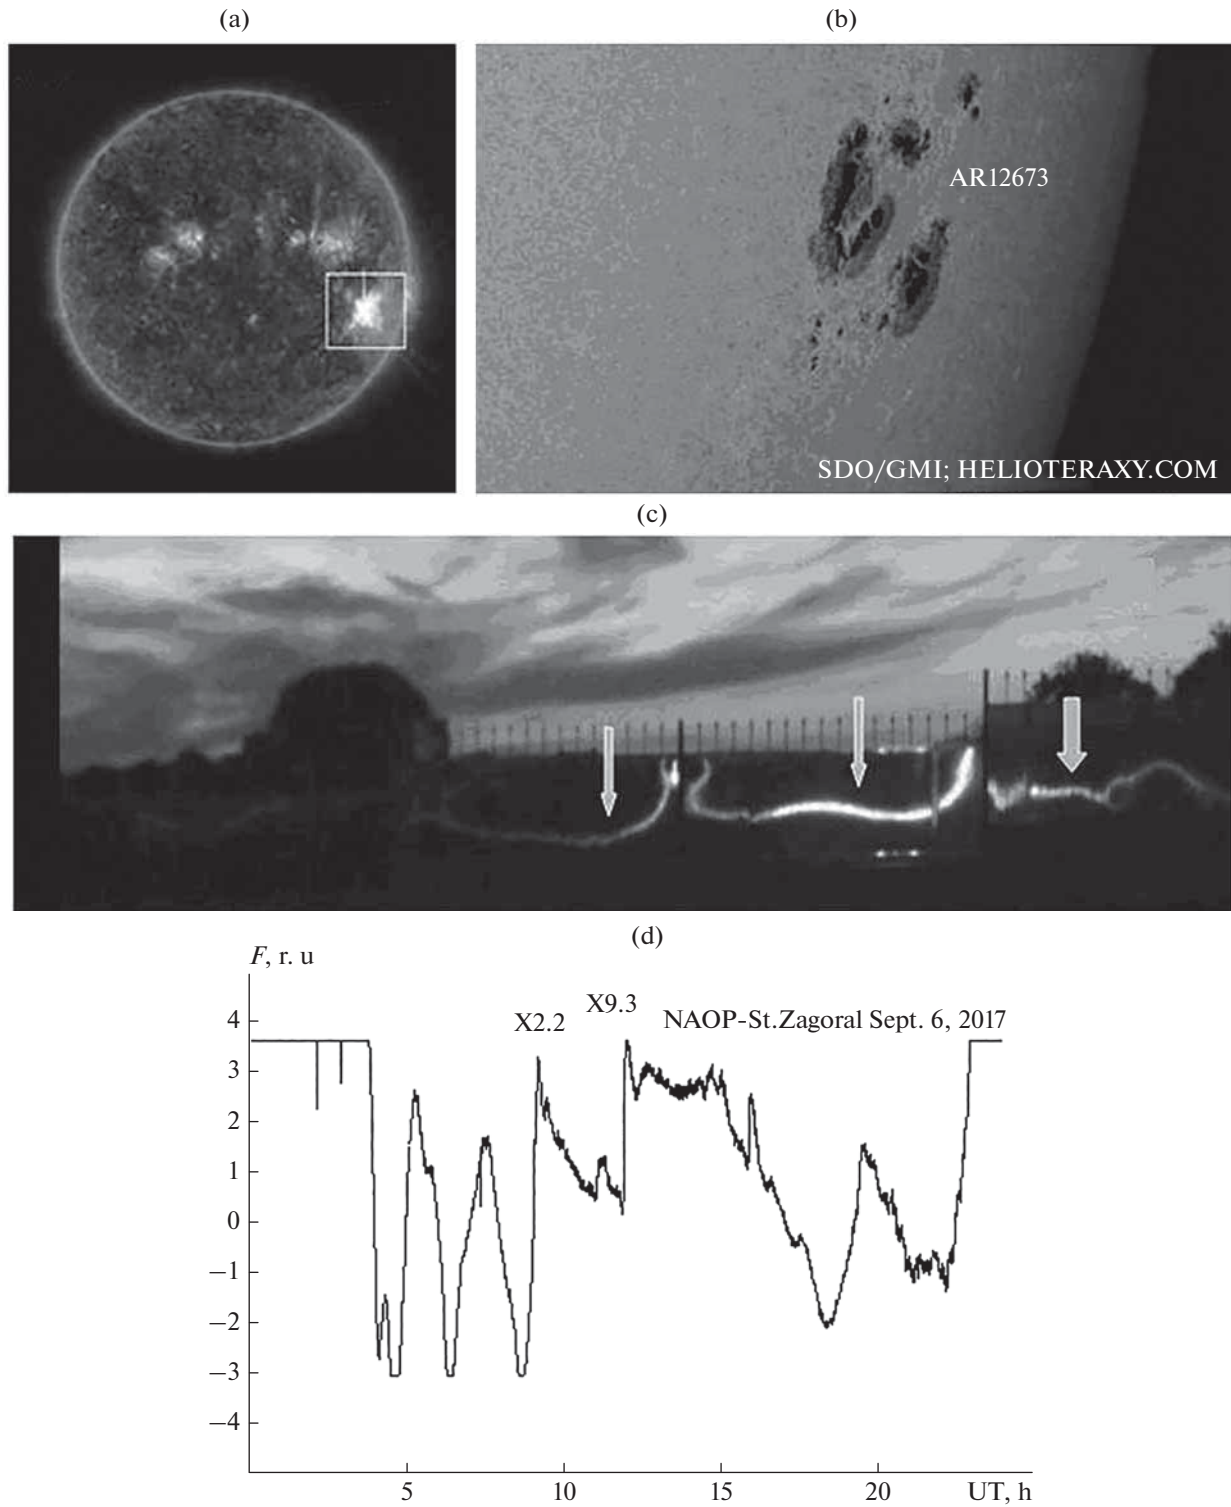 (a)
(b)
AR12673
SDO/GMI; HELIOTERAXY.COM
(c)
(d)
F, r. u
X2.2
X9.3
NAOP-St.Zagoral Sept. 6, 2017
4
3
2
1
0
−1
−2
−3
−4
5
10
15
20
UT, h